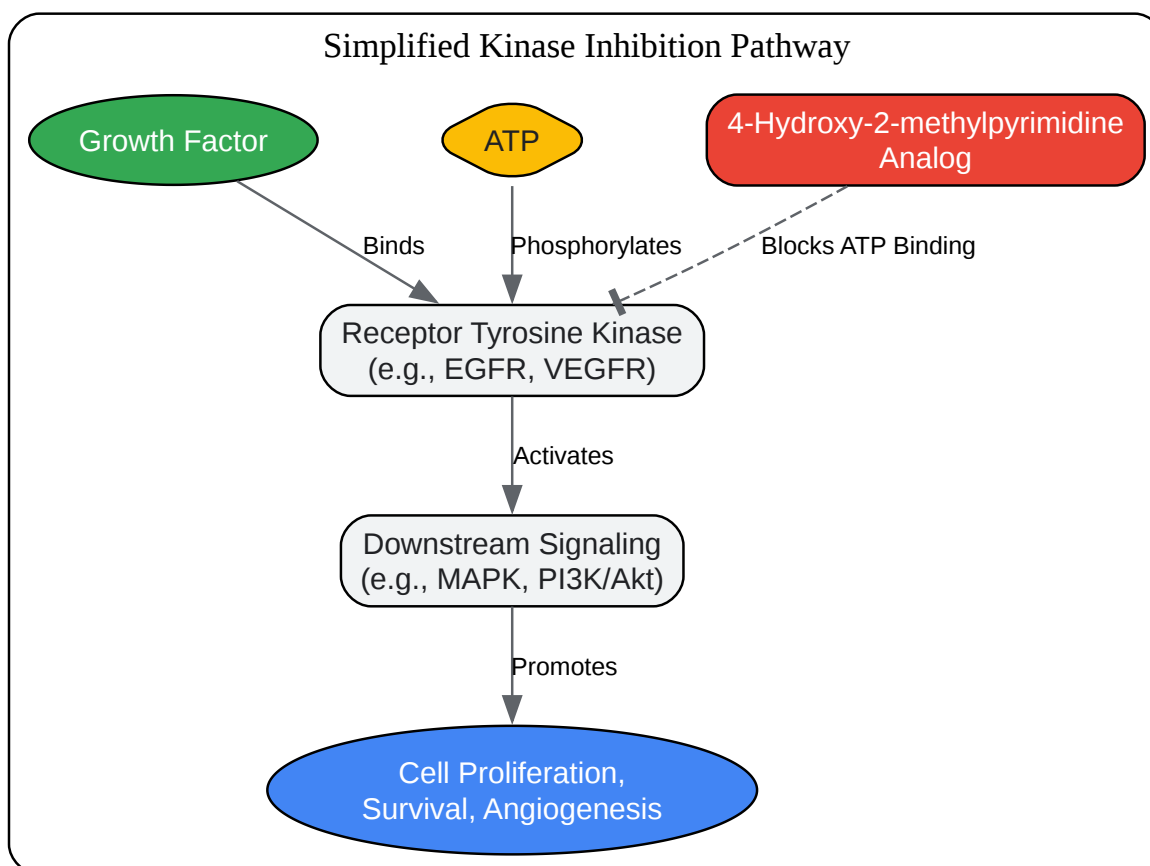 Simplified Kinase Inhibition Pathway
Growth Factor
ATP
4-Hydroxy-2-methylpyrimidine
Analog
Binds
Phosphorylates
Blocks ATP Binding
Receptor Tyrosine Kinase
(e.g., EGFR, VEGFR)
Activates
Downstream Signaling
(e.g., MAPK, PI3K/Akt)
Promotes
Cell Proliferation,
Survival, Angiogenesis